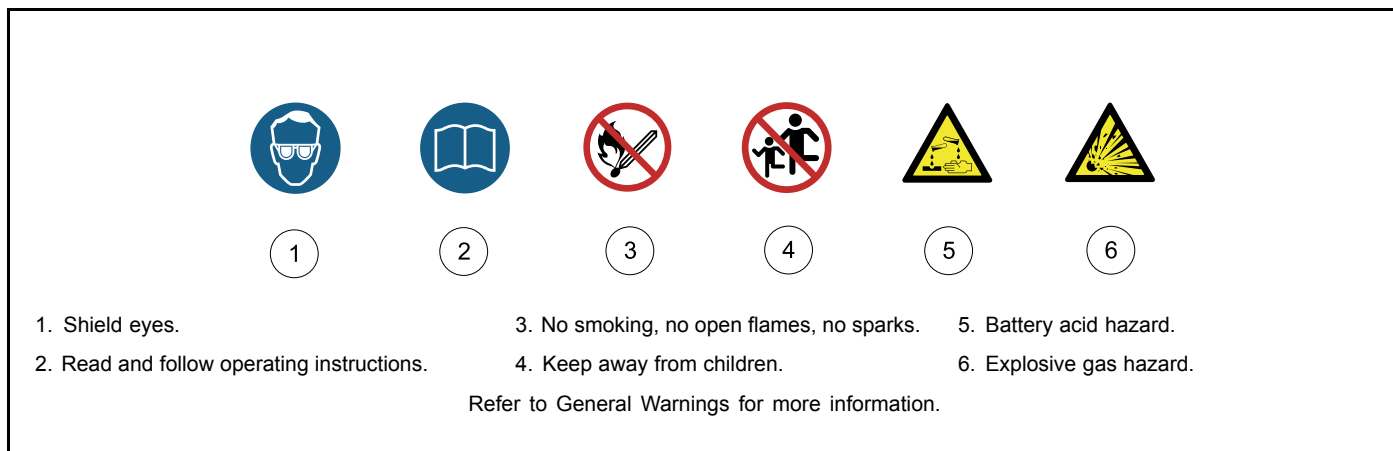 1
2
3
4
5
6
1. Shield eyes.
2. Read and follow operating instructions.
3. No smoking, no open flames, no sparks.
4. Keep away from children.
5. Battery acid hazard.
6. Explosive gas hazard.
Refer to General Warnings for more information.